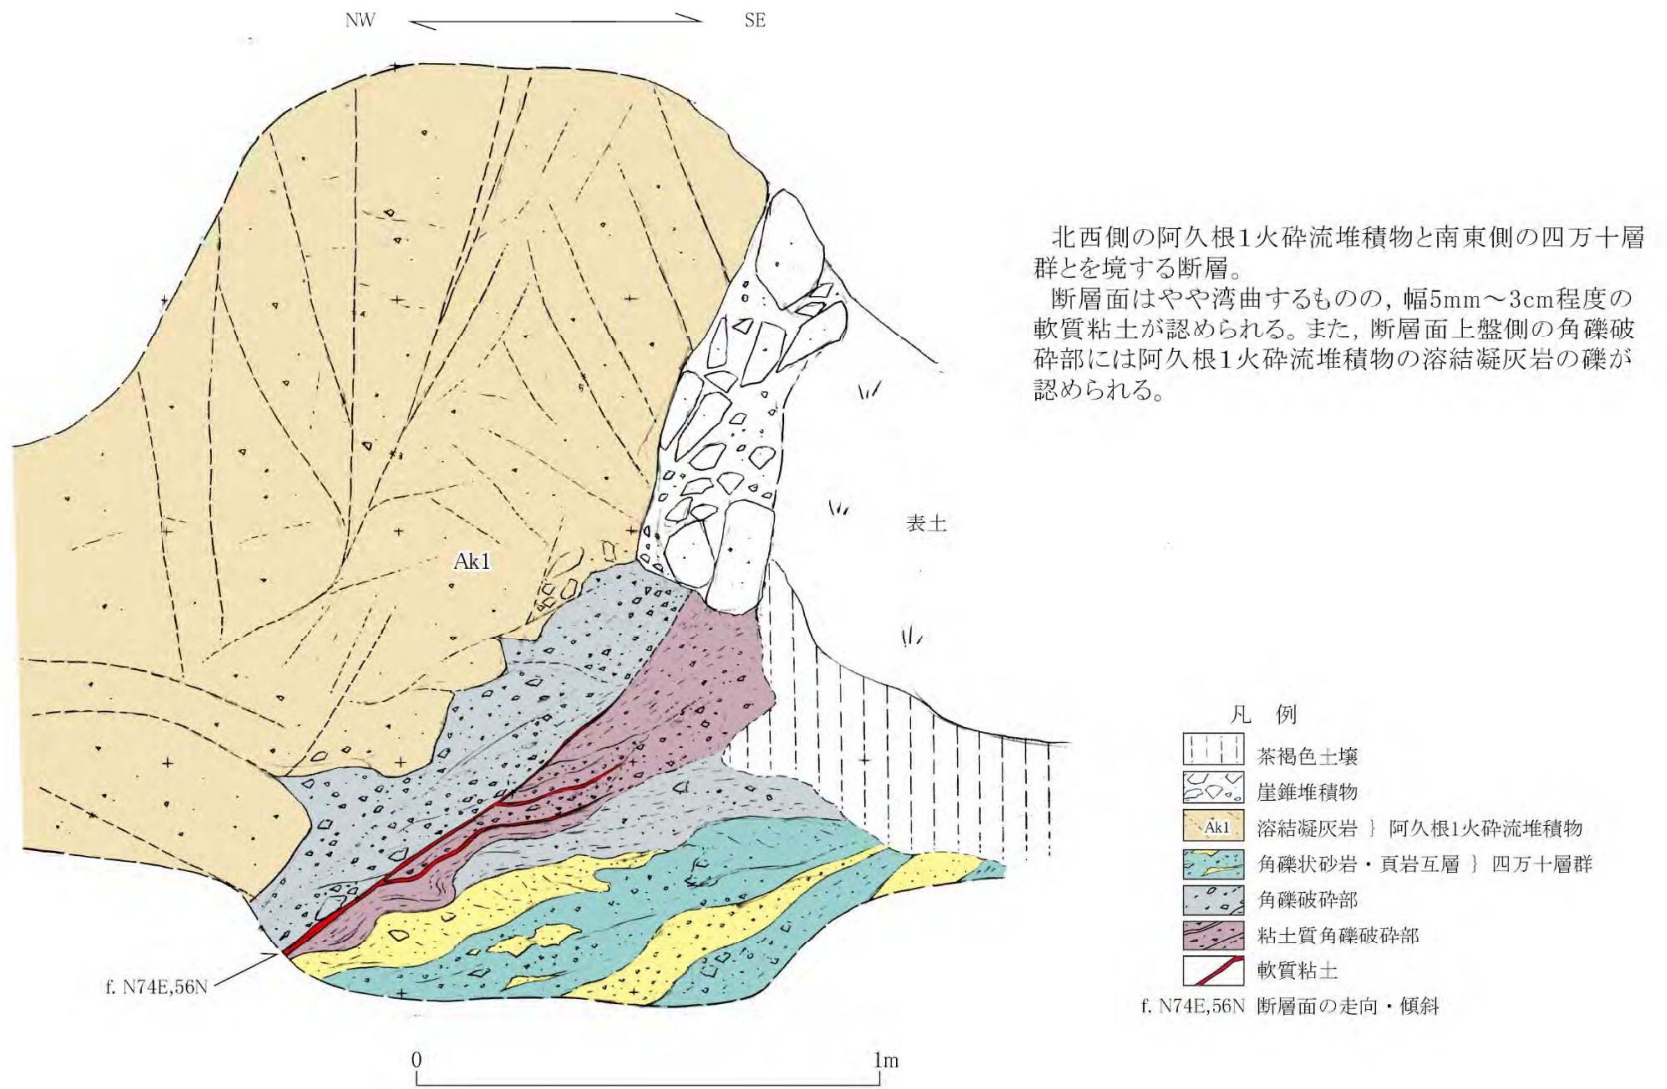 NW SE
北西側の阿久根1火砕流堆積物と南東側の四万十層
群とを境する断層。
断層面はやや湾曲するものの，幅5mm～3cm程度の
軟質粘土が認められる。また，断層面上盤側の角礫破
砕部には阿久根1火砕流堆積物の溶結凝灰岩の礫が
認められる。
表土
Ak1
f. N74E,56N
凡 例
茶褐色土壌
崖錐堆積物
Ak1 溶結凝灰岩 } 阿久根1火砕流堆積物
角礫状砂岩・頁岩互層 } 四万十層群
角礫破砕部
粘土質角礫破砕部
軟質粘土
f. N74E,56N 断層面の走向・傾斜
0 1m